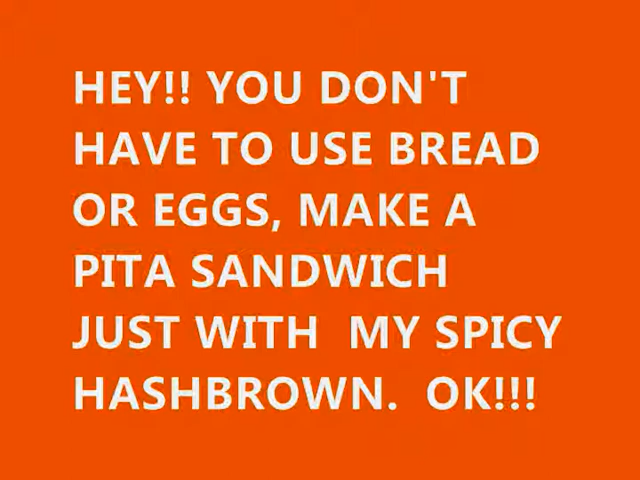 HEY!! YOU DON'T
HAVE TO USE BREAD
OR EGGS, MAKE A
PITA SANDWICH
JUST WITH  MY SPICY
HASHBROWN.  OK!!!